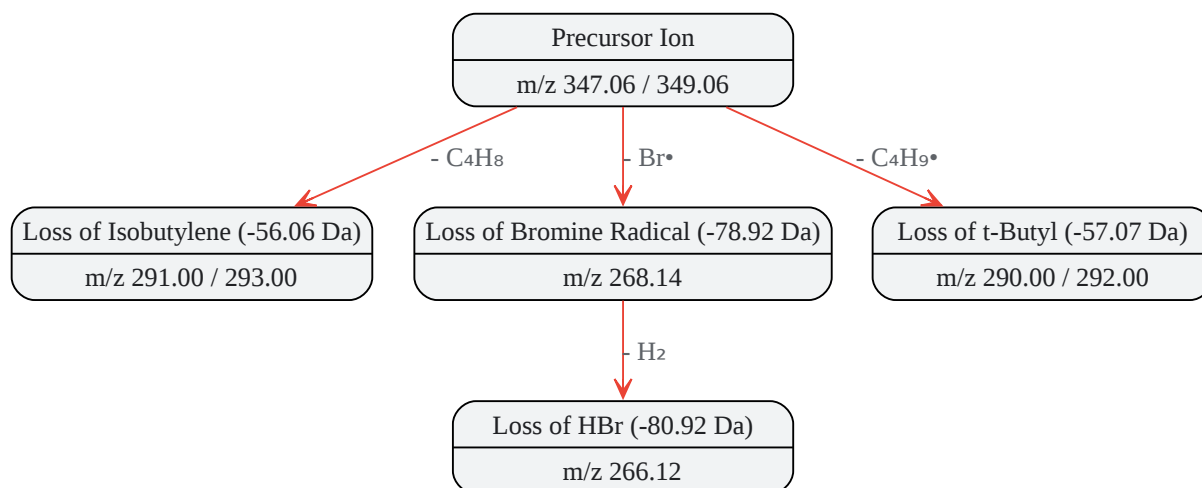 Precursor Ion
m/z 347.06 / 349.06
- C₄H₈
- Br•
- C₄H₉•
Loss of Isobutylene (-56.06 Da)
m/z 291.00 / 293.00
Loss of Bromine Radical (-78.92 Da)
m/z 268.14
Loss of t-Butyl (-57.07 Da)
m/z 290.00 / 292.00
- H₂
Loss of HBr (-80.92 Da)
m/z 266.12